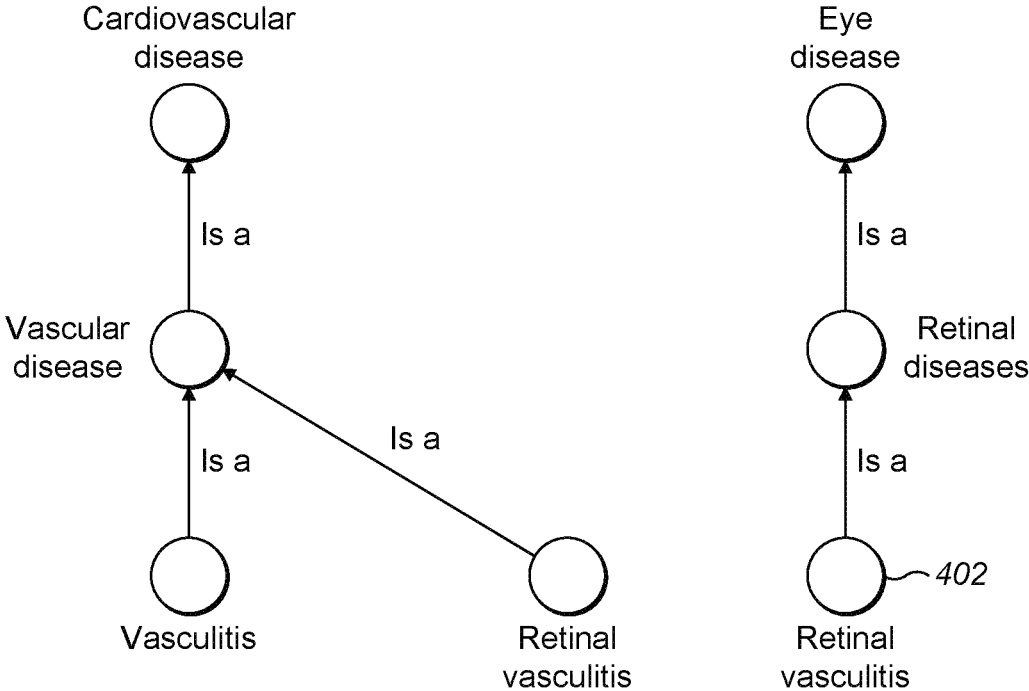 Cardiovascular
disease
Eye
disease
Is a
Is a
Vascular
disease
Retinal
diseases
Is a
Is a
Is a
402
Vasculitis
Retinal
vasculitis
Retinal
vasculitis